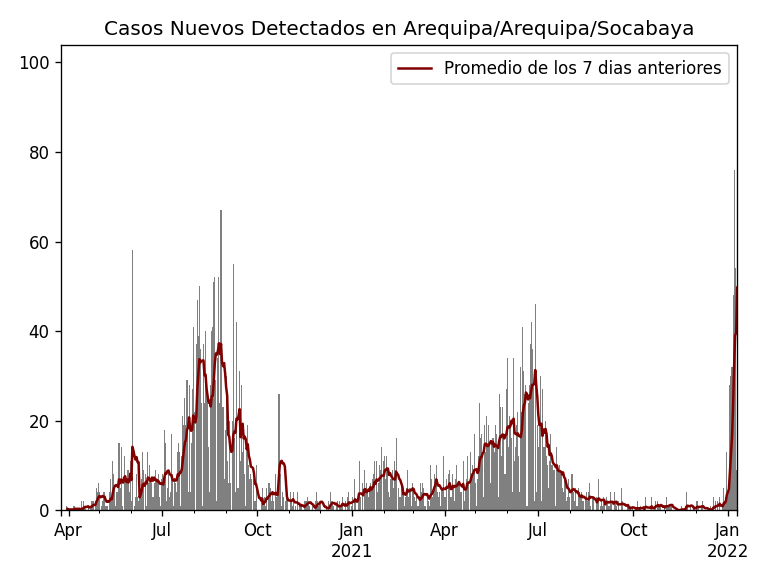 Casos Nuevos Detectados en Arequipa/Arequipa/Socabaya
Promedio de los 7 dias anteriores
100
80
60
40
20
0
Apr Jul Oct Jan Apr Jul Oct Jan
2021 2022